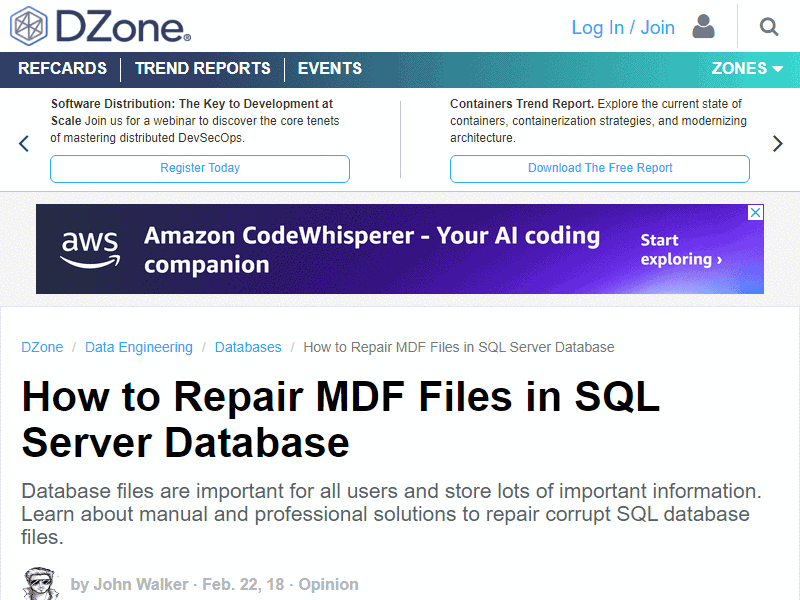 DZone®
Log In / Join
REFCARDS TREND REPORTS EVENTS ZONES
Software Distribution: The Key to Development at
Scale Join us for a webinar to discover the core tenets
of mastering distributed DevSecOps.
Register Today
Containers Trend Report. Explore the current state of
containers, containerization strategies, and modernizing
architecture.
Download The Free Report
aws
Amazon CodeWhisperer - Your AI coding
companion
Start
exploring ›
DZone / Data Engineering / Databases / How to Repair MDF Files in SQL Server Database
How to Repair MDF Files in SQL
Server Database
Database files are important for all users and store lots of important information.
Learn about manual and professional solutions to repair corrupt SQL database
files.
by John Walker · Feb. 22, 18 · Opinion